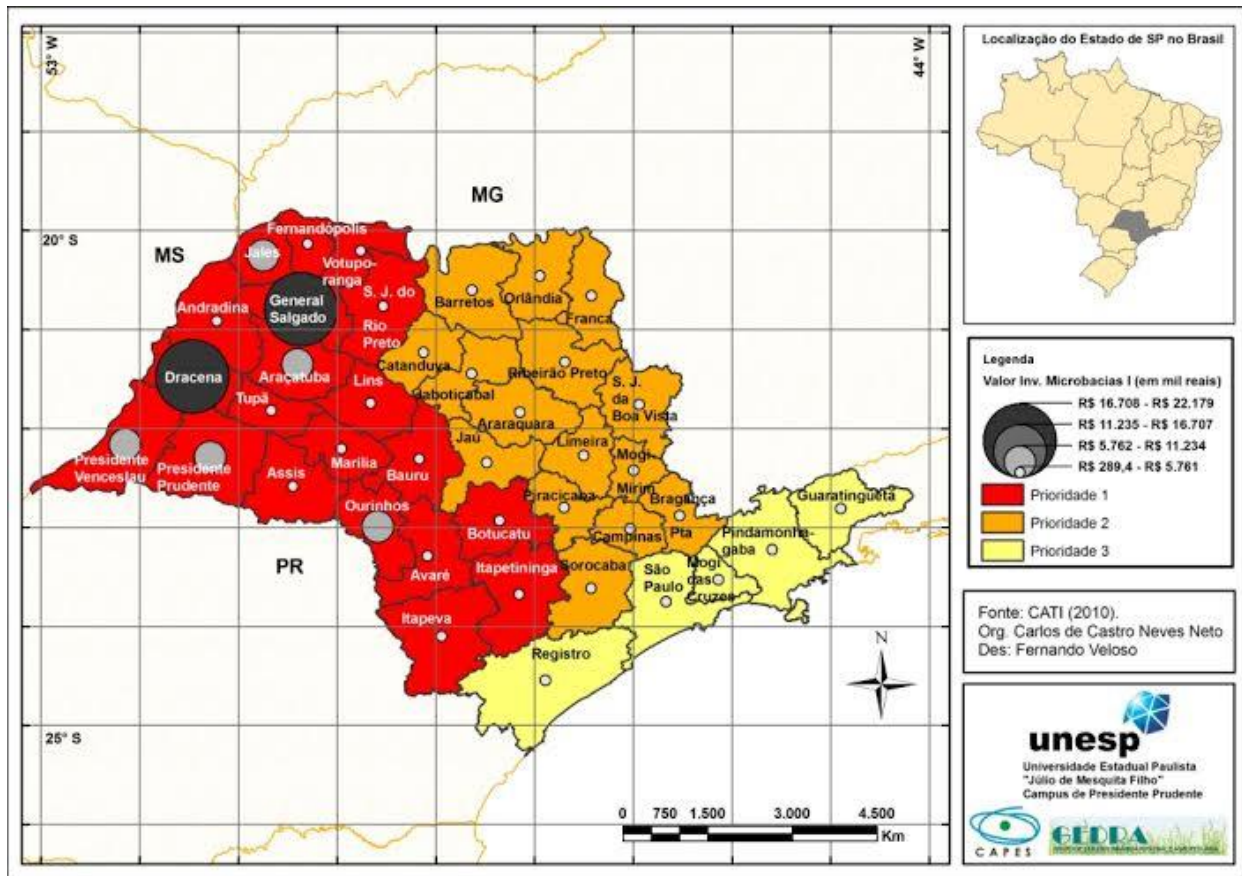 53° W
44° W
20° S
25° S
MG
MS
PR
Fernandópolis
Jales
Votupo-
ranga
S. J. do
Rio
Preto
General
Salgado
Andradina
Dracena
Araçatuba
Lins
Tupã
Presidente
Venceslau
Presidente
Prudente
Assis
Marília
Bauru
Ourinhos
Botucatu
Avaré
Itapetininga
Itapeva
Barretos
Orlândia
Franca
Catanduva
Jaboticabal
Ribeirão Preto
S. J.
da
Boa Vista
Araraquara
Jaú
Limeira
Mogi
Mirim
Piracicaba
Bragança
Pta
Campinas
Sorocaba
Guaratinguetá
Pindamonha-
gaba
São
Paulo
Mogi
das
Cruzes
Registro
N
0 750 1.500 3.000 4.500
Km
Localização do Estado de SP no Brasil
Legenda
Valor Inv. Microbacias I (em mil reais)
R$ 16.708 - R$ 22.179
R$ 11.235 - R$ 16.707
R$ 5.762 - R$ 11.234
R$ 289,4 - R$ 5.761
Prioridade 1
Prioridade 2
Prioridade 3
Fonte: CATI (2010).
Org. Carlos de Castro Neves Neto
Des: Fernando Veloso
unesp
Universidade Estadual Paulista
"Júlio de Mesquita Filho"
Campus de Presidente Prudente
CAPES
GEDRA